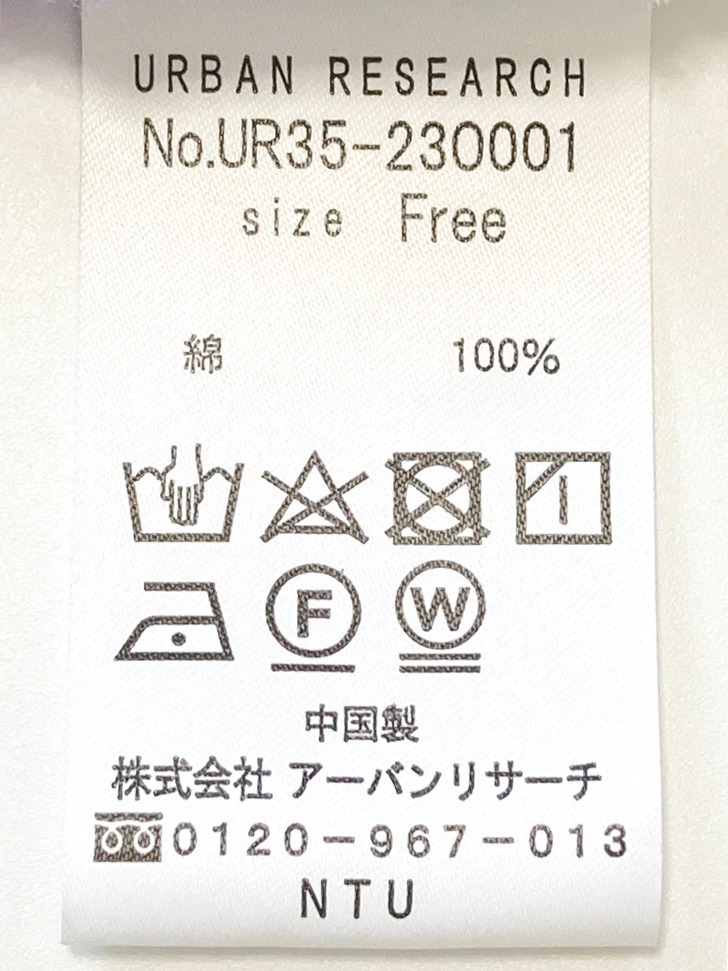 URBAN RESEARCH
No.UR35-230001
size Free
綿 100%
F W
中国製
株式会社 アーバンリサーチ
0120-967-013
NTU